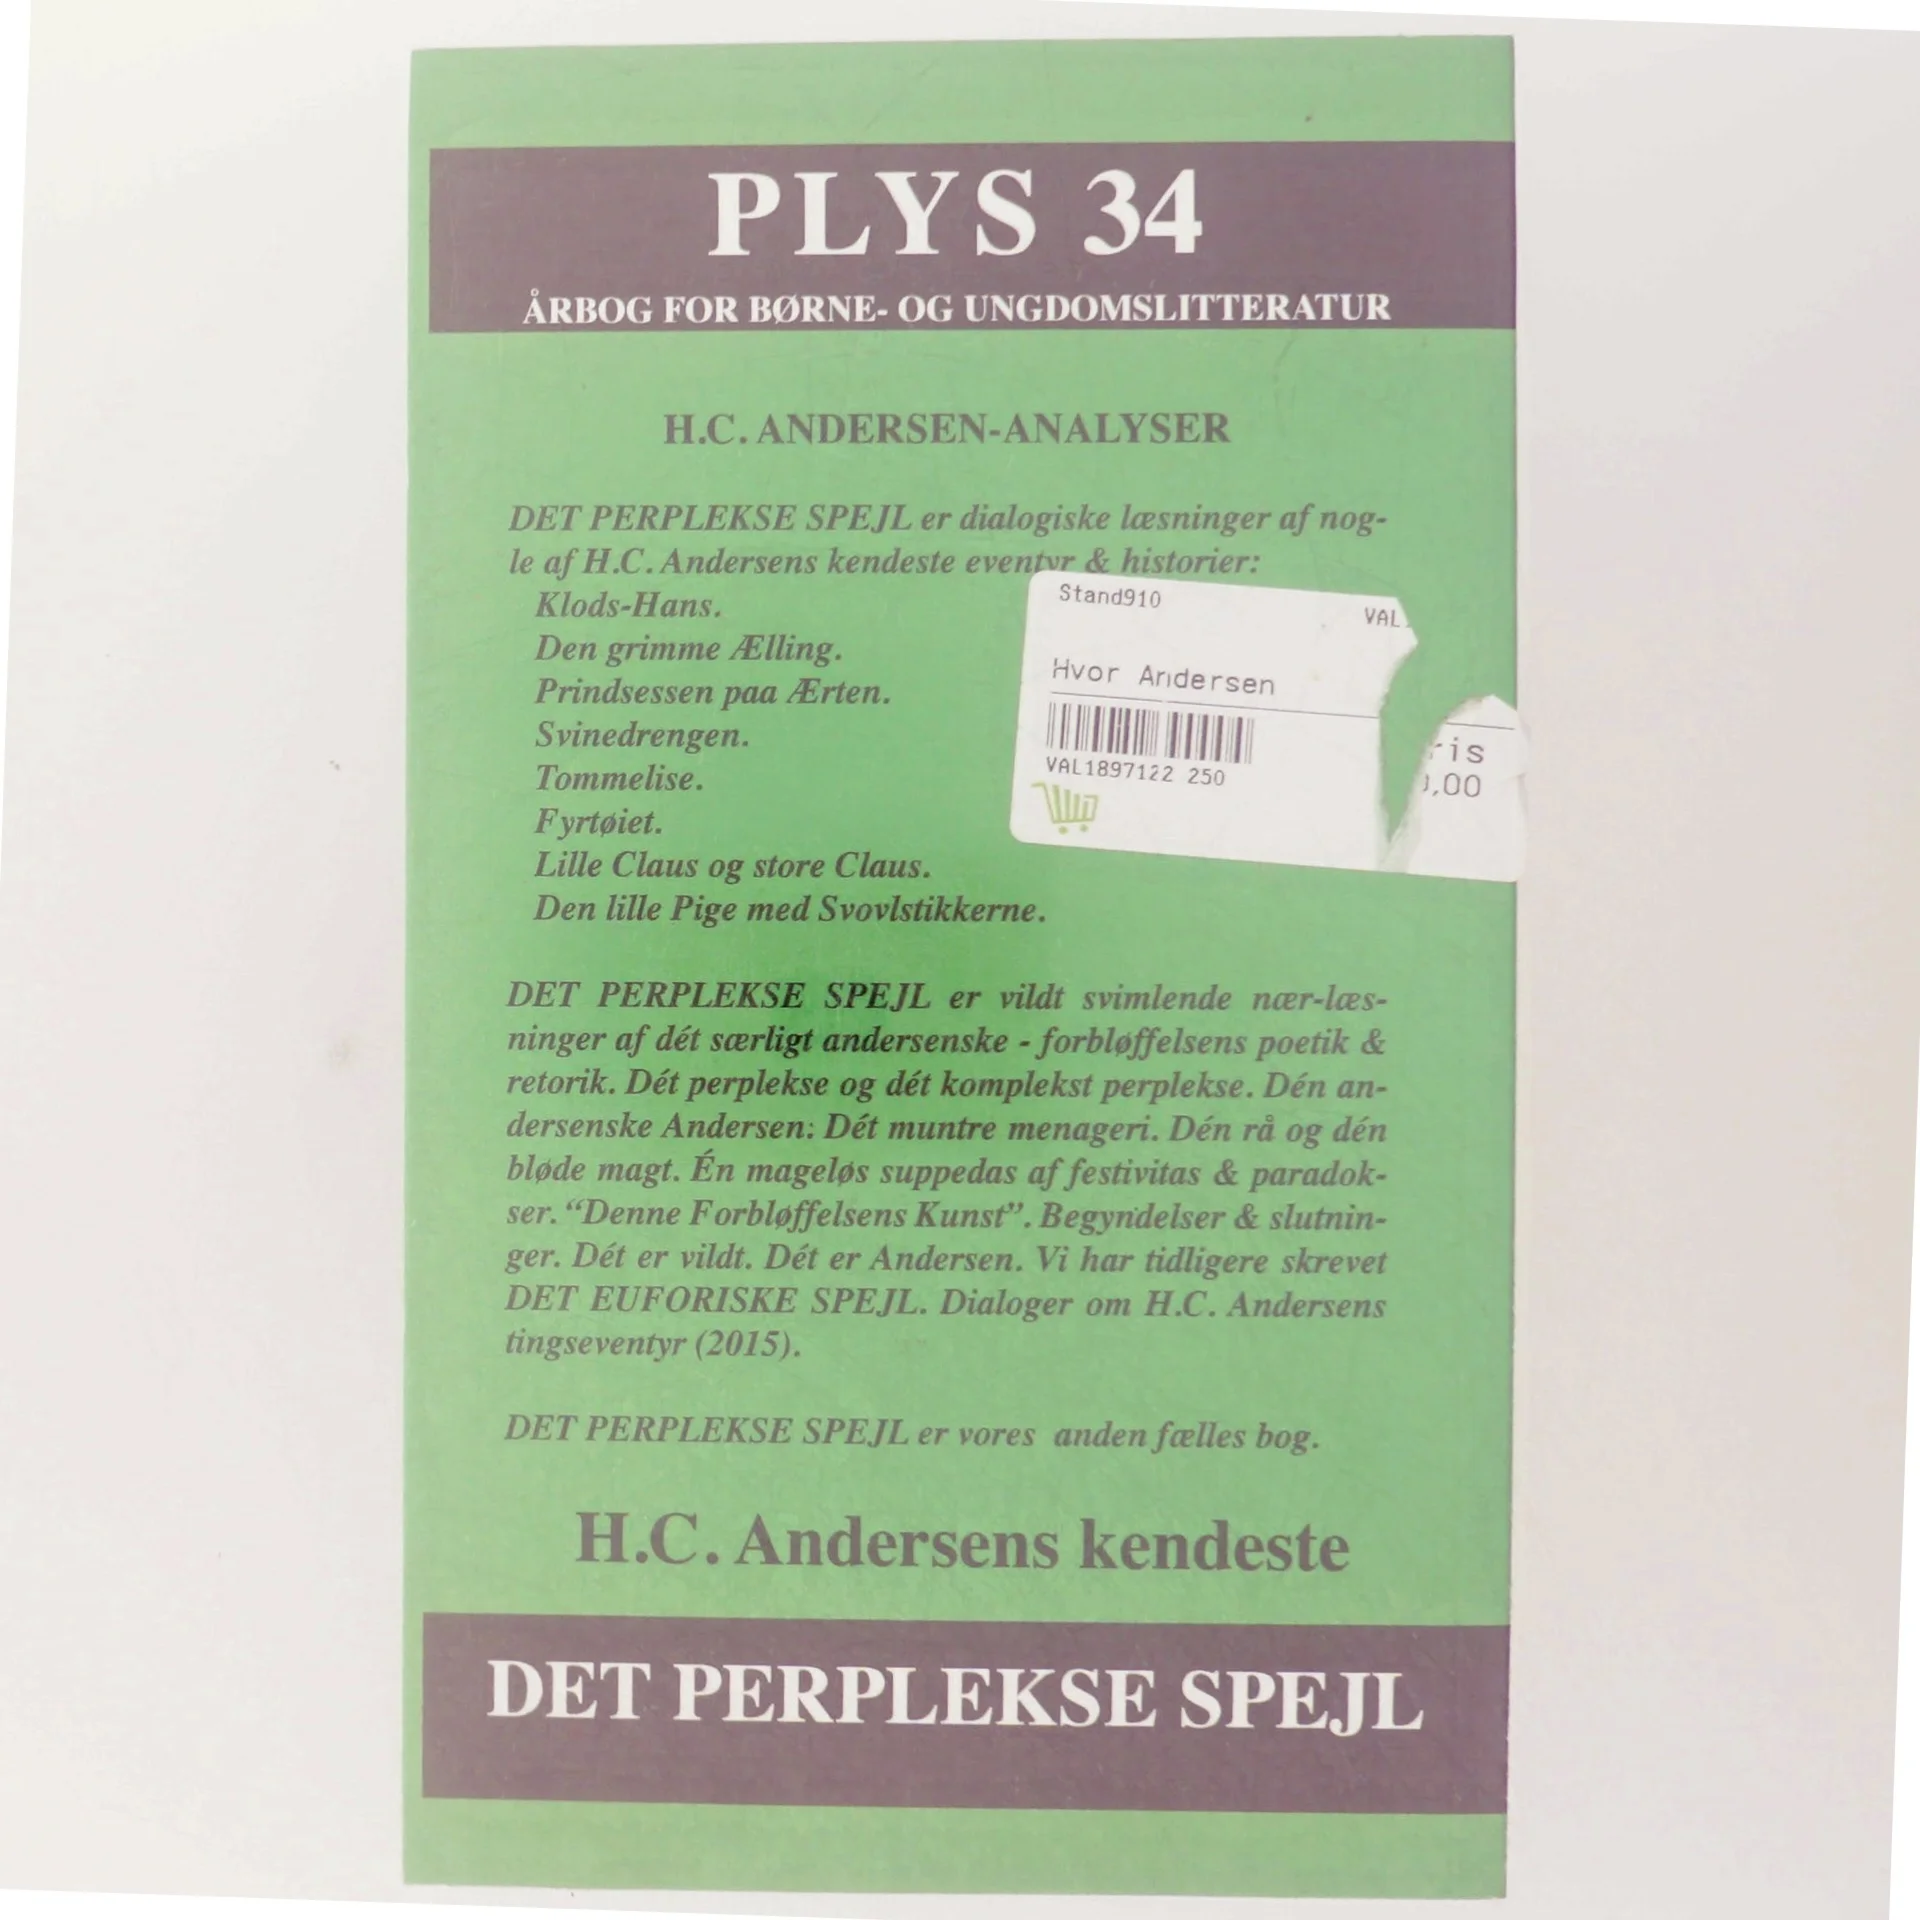 PLYS 34
ÅRBOG FOR BØRNE- OG UNGDOMSLITTERATUR
H.C. ANDERSEN-ANALYSER
DET PERPLEKSE SPEJL er dialogiske læsninger af nog-
le af H.C. Andersens kendeste eventyr & historier:
Klods-Hans.
Den grimme Ælling.
Prindsessen paa Ærten.
Svinedrengen.
Tommelise.
Fyrtøiet.
Lille Claus og store Claus.
Den lille Pige med Svovlstikkerne.
Stand910 VAL
Hvor Andersen
VAL1897122 250
ris
,00
DET PERPLEKSE SPEJL er vildt svimlende nær-læs-
ninger af dét særligt andersenske - forbløffelsens poetik &
retorik. Dét perplekse og dét komplekst perplekse. Dén an-
dersenske Andersen: Dét muntre menageri. Dén rå og dén
bløde magt. Én mageløs suppedas af festivitas & paradok-
ser. “Denne Forbløffelsens Kunst”. Begyndelser & slutnin-
ger. Dét er vildt. Dét er Andersen. Vi har tidligere skrevet
DET EUFORISKE SPEJL. Dialoger om H.C. Andersens
tingseventyr (2015).
DET PERPLEKSE SPEJL er vores anden fælles bog.
H.C. Andersens kendeste
DET PERPLEKSE SPEJL